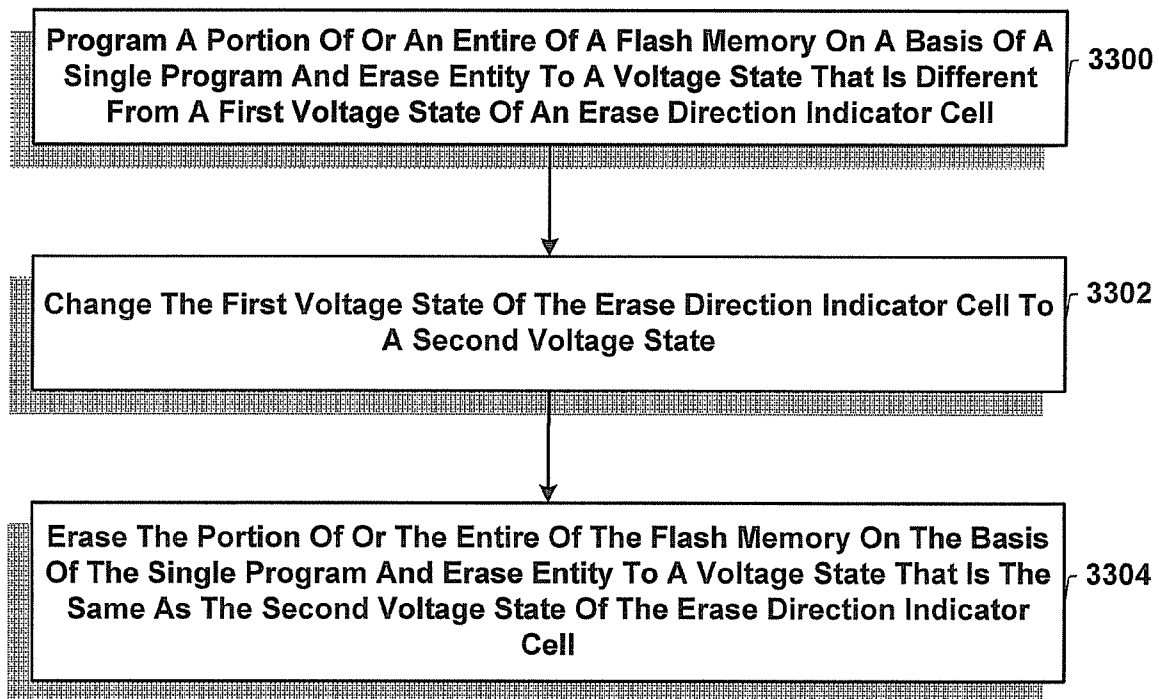 Program A Portion Of Or An Entire Of A Flash Memory On A Basis Of A
Single Program And Erase Entity To A Voltage State That Is Different
From A First Voltage State Of An Erase Direction Indicator Cell
3300
Change The First Voltage State Of The Erase Direction Indicator Cell To
A Second Voltage State
3302
Erase The Portion Of Or The Entire Of The Flash Memory On The Basis
Of The Single Program And Erase Entity To A Voltage State That Is The
Same As The Second Voltage State Of The Erase Direction Indicator
Cell
3304